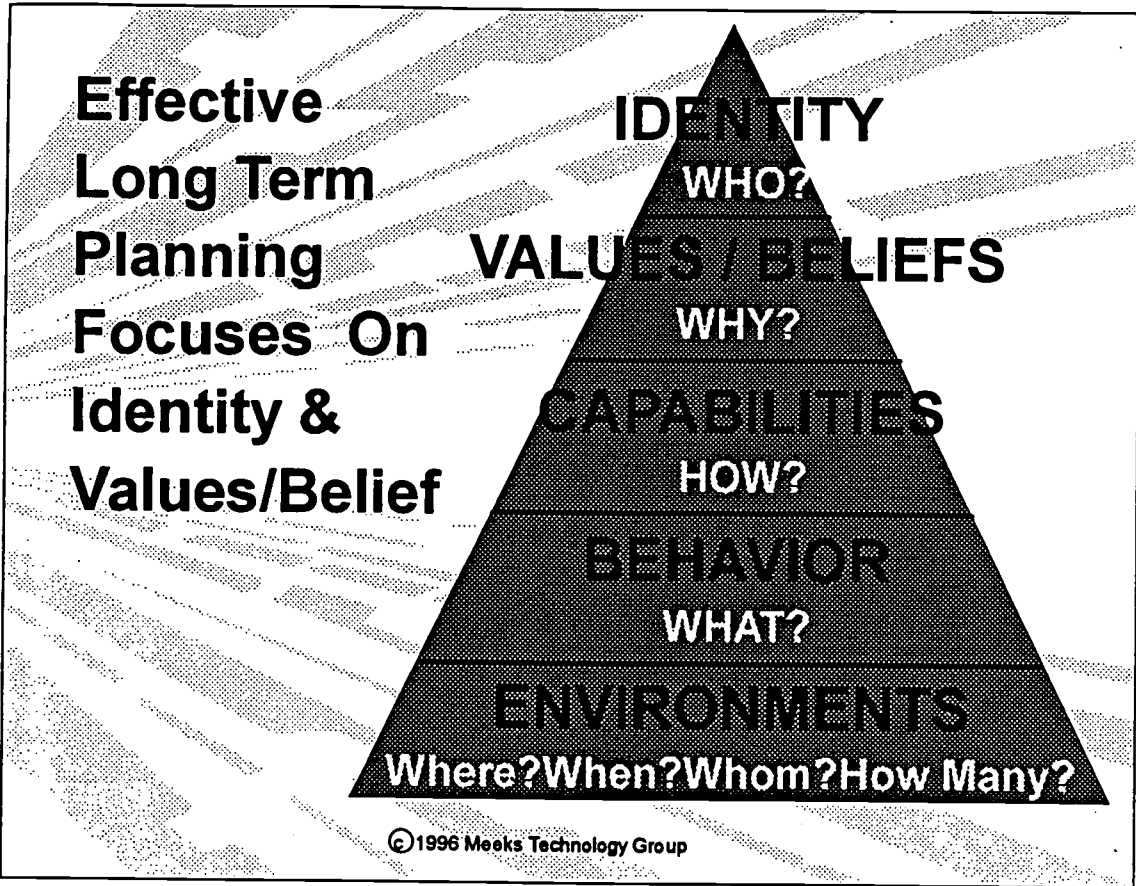 Effective
Long Term
Planning
Focuses On
Identity &
Values/Belief
IDENTITY
WHO?
VALUES / BELIEFS
WHY?
CAPABILITIES
HOW?
BEHAVIOR
WHAT?
ENVIRONMENTS
Where?When?Whom?How Many?
©1996 Meeks Technology Group